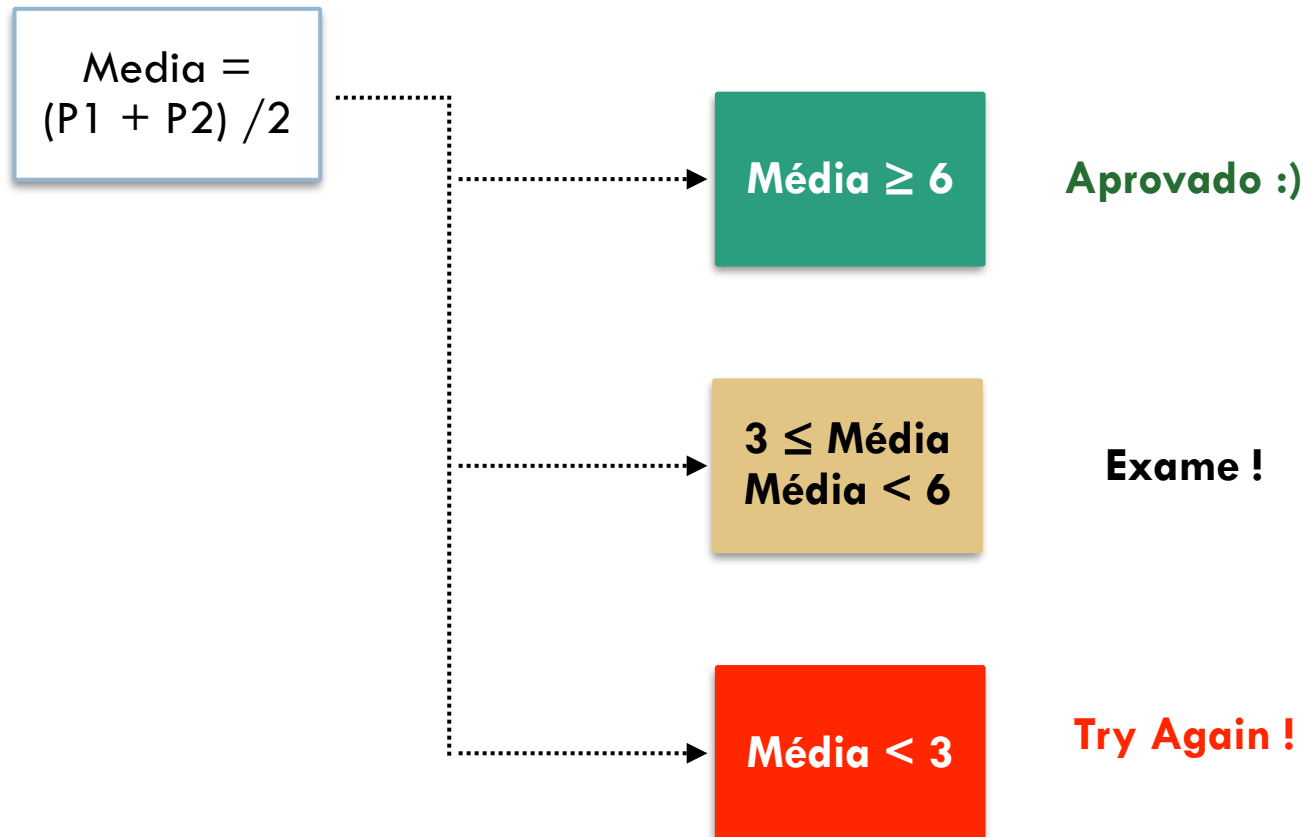 Media =
(P1 + P2) /2
Média ≥ 6
Aprovado :)
3 ≤ Média
Média < 6
Exame !
Média < 3
Try Again !